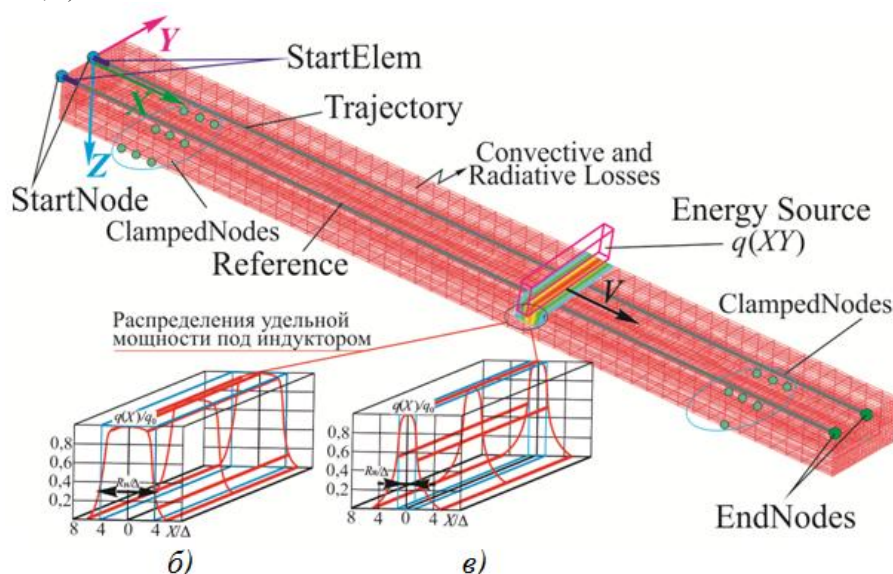 Y
StartElem
X
Trajectory
Z
Convective and
Radiative Losses
StartNode
ClampedNodes
Energy Source
q(XY)
Reference
V
ClampedNodes
Распределения удельной
мощности под индуктором
q(X)/q₀
0,8
0,6
0,4
0,2
Rи/Δ
8 4 0 4 X/Δ
б)
q(X)/q₀
0,8
0,6
0,4
0,2
Rи/Δ
8 4 0 4 X/Δ
в)
EndNodes